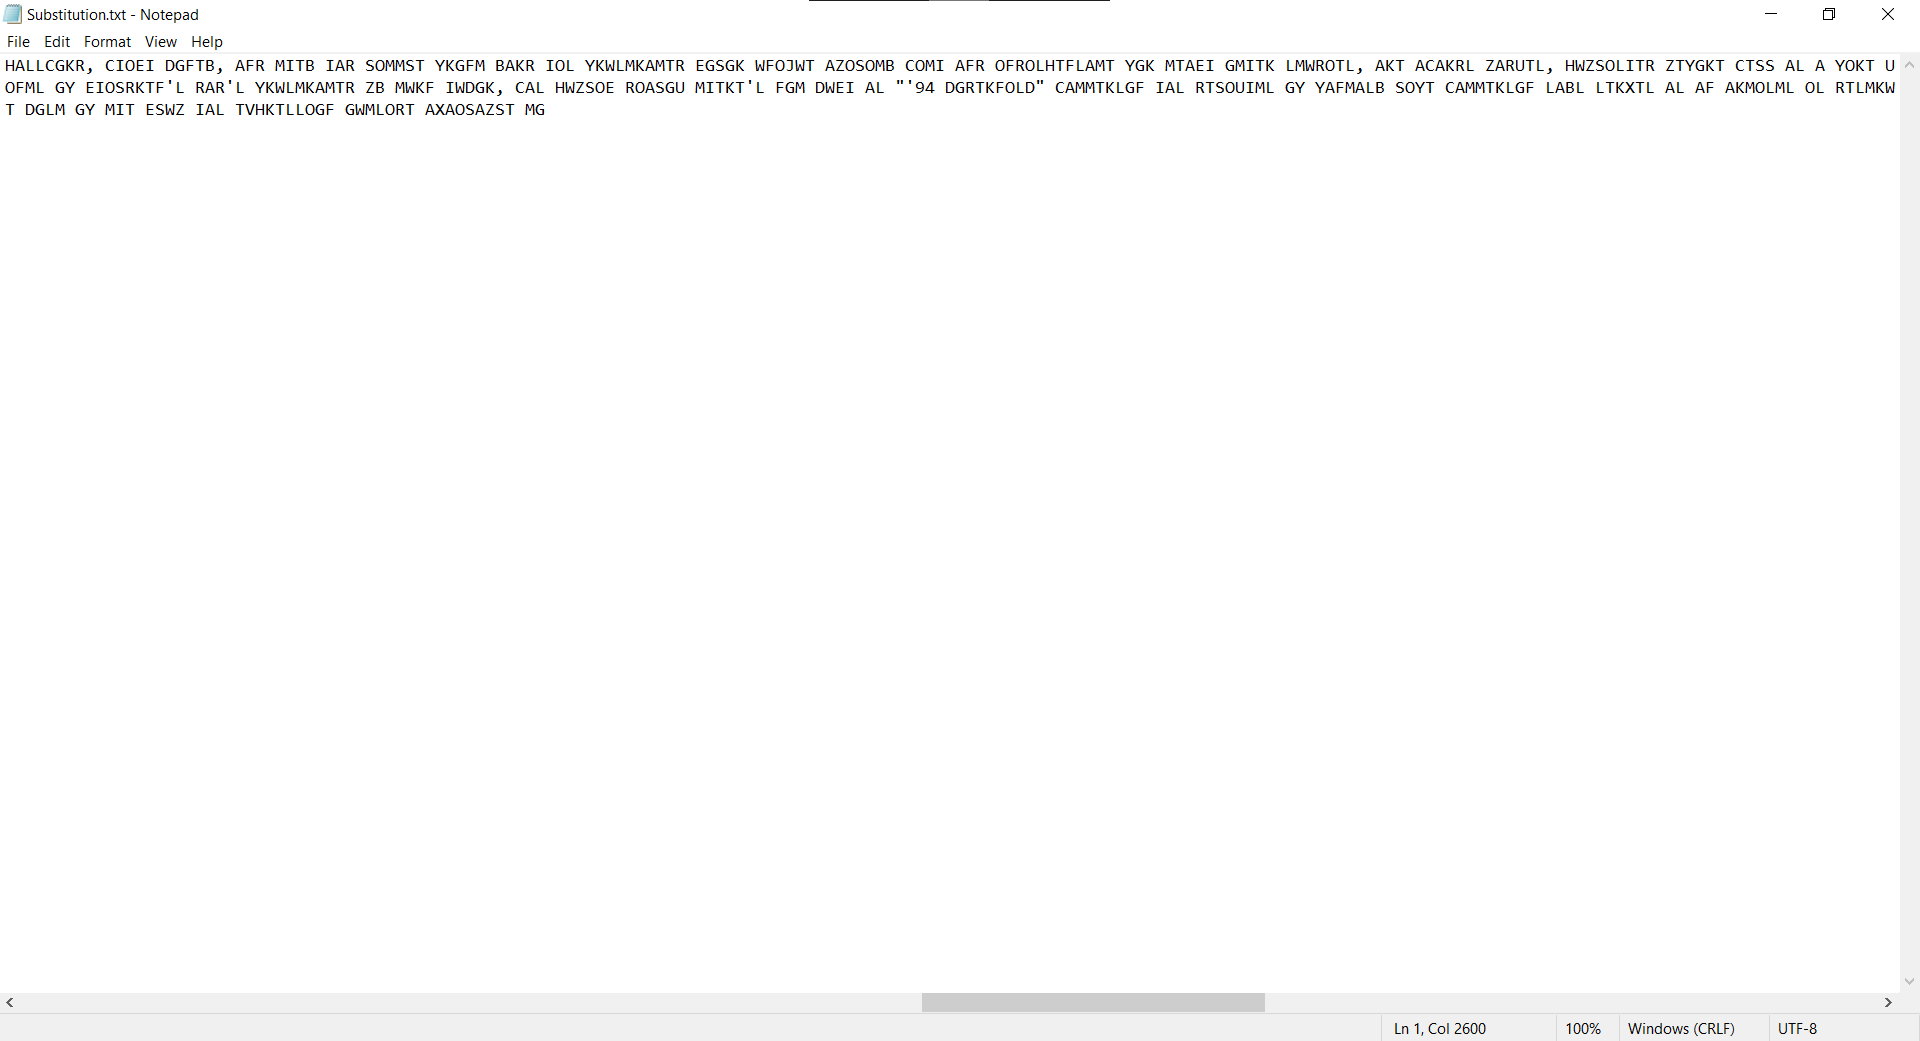 Substitution.txt - Notepad
File Edit Format View Help
HALLCGKR, CIOEI DGFTB, AFR MITB IAR SOMMST YKGFM BAKR IOL YKWLMKAMTR EGSGK WFOJWT AZOSOMB COMI AFR OFROLHTFLAMT YGK MTAEI GMITK LMWROTL, AKT ACAKRL ZARUTL, HWZSOLITR ZTYGKT CTSS AL A YOKT U
OFML GY EIOSRKTF'L RAR'L YKWLMKAMTR ZB MWKF IWDGK, CAL HWZSOE ROASGU MITKT'L FGM DWEI AL "'94 DGRTKFOLD" CAMMTKLGF IAL RTSOUIML GY YAFMALB SOYT CAMMTKLGF LABL LTKXTL AL AF AKMOLML OL RTLMKW
T DGLM GY MIT ESWZ IAL TVHKTLLOGF GWMLORT AXAOSAZST MG
Ln 1, Col 2600 100% Windows (CRLF) UTF-8